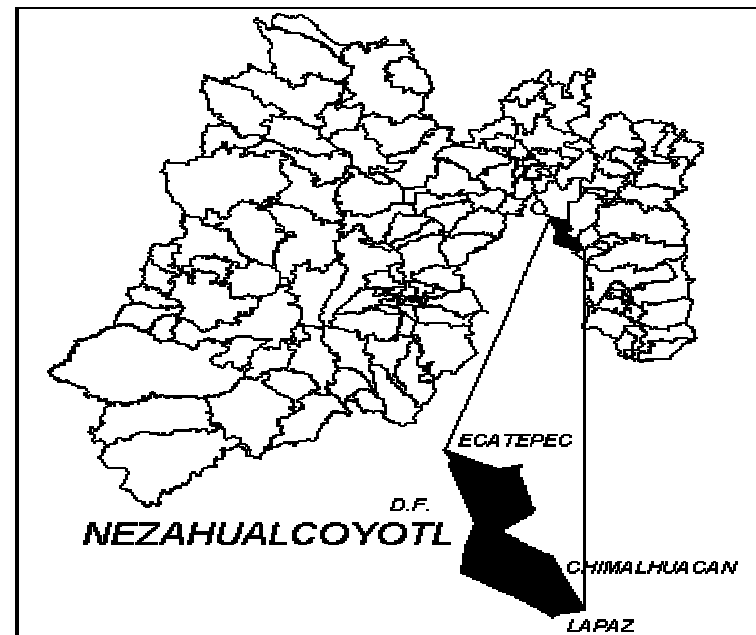 ECATEPEC
D.F.
NEZAHUALCOYOTL
CHIMALHUACAN
LAPAZ